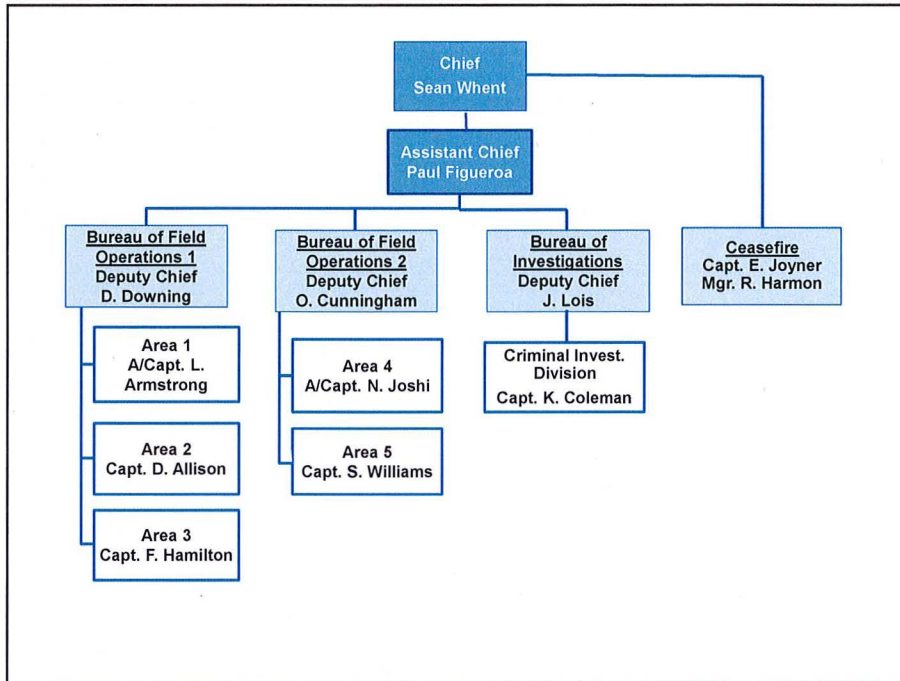 Chief
Sean Whent
Assistant Chief
Paul Figueroa
Bureau of Field
Operations 1
Deputy Chief
D. Downing
Bureau of Field
Operations 2
Deputy Chief
O. Cunningham
Bureau of
Investigations
Deputy Chief
J. Lois
Ceasefire
Capt. E. Joyner
Mgr. R. Harmon
Area 1
A/Capt. L.
Armstrong
Area 2
Capt. D. Allison
Area 3
Capt. F. Hamilton
Area 4
A/Capt. N. Joshi
Area 5
Capt. S. Williams
Criminal Invest.
Division
Capt. K. Coleman